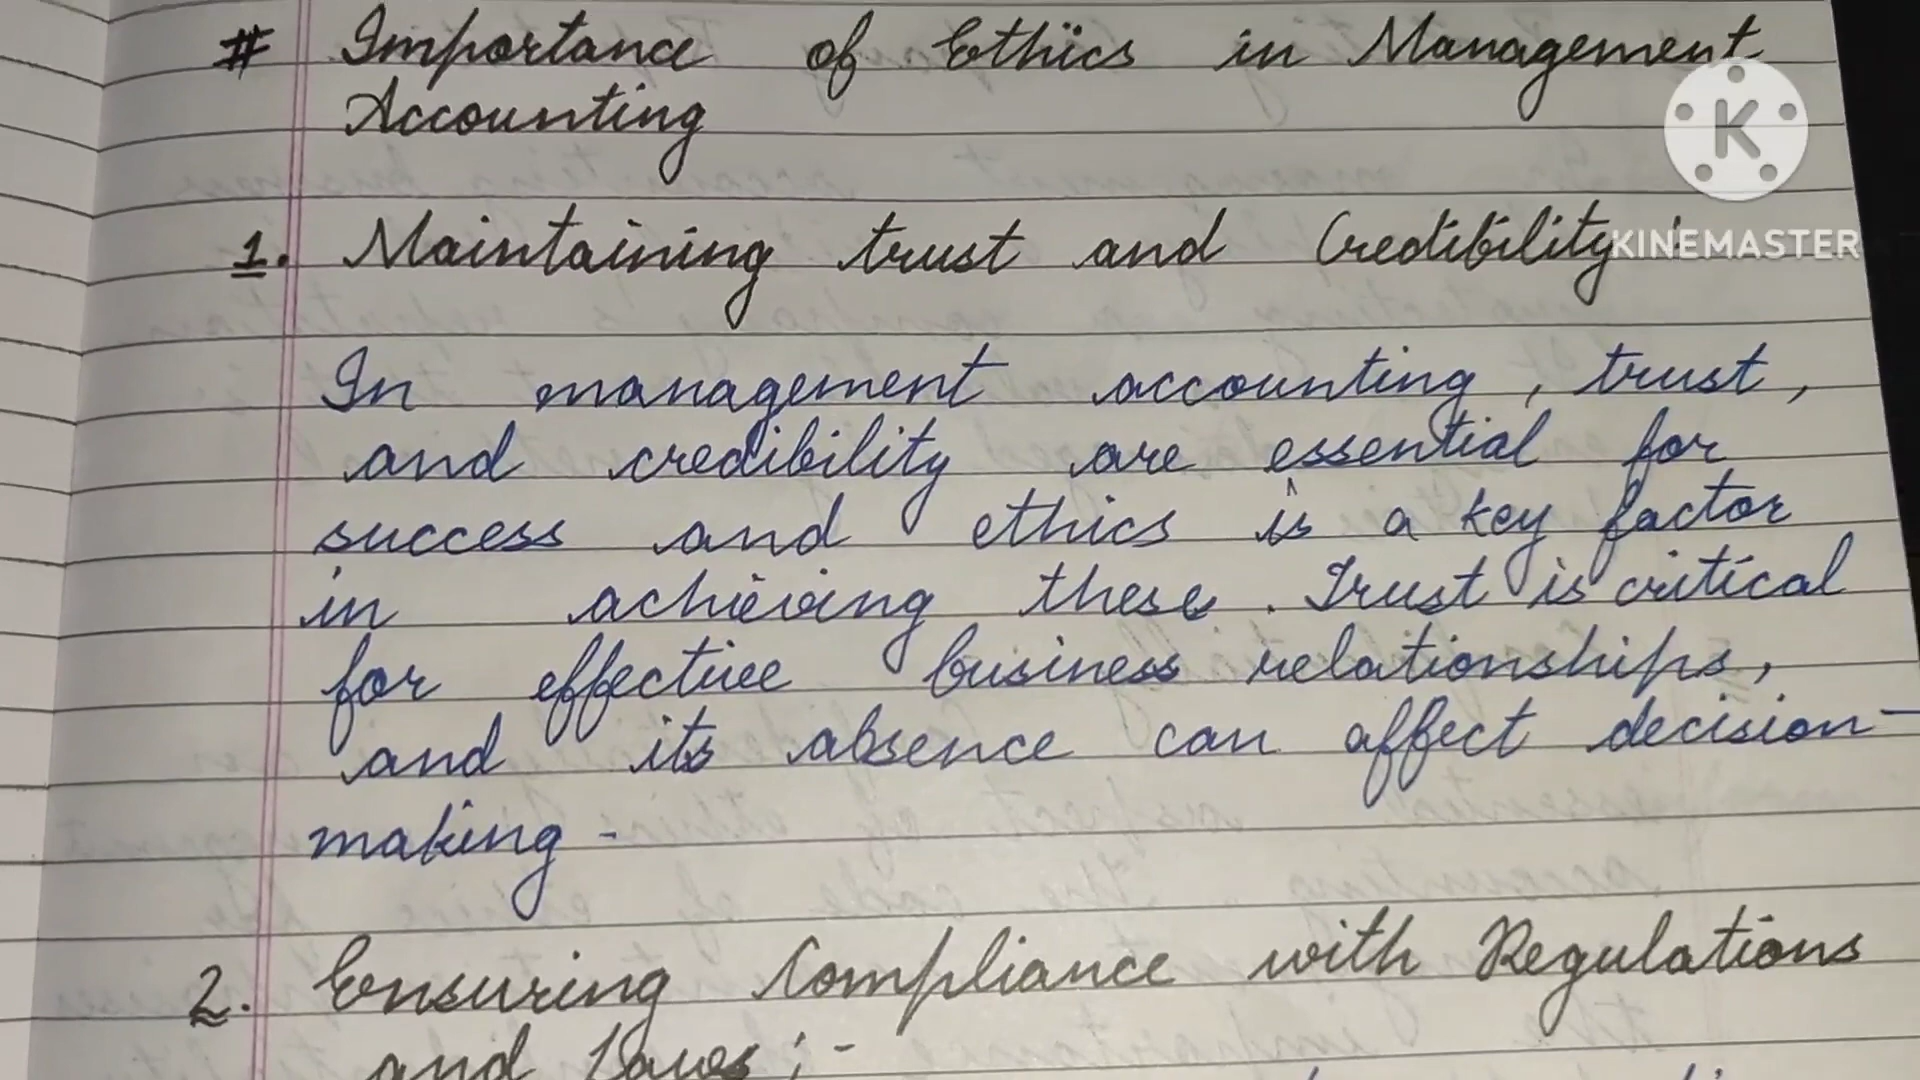 # Importance of Ethics in Management
Accounting
K
KINEMASTER
1. Maintaining trust and Credibility
In management accounting, trust,
and credibility are essential for
success and ethics is a key factor
in achieving these. Trust is critical
for effective business relationships,
and its absence can affect decision-
making -
2. Ensuring Compliance with Regulations
and Laws : -